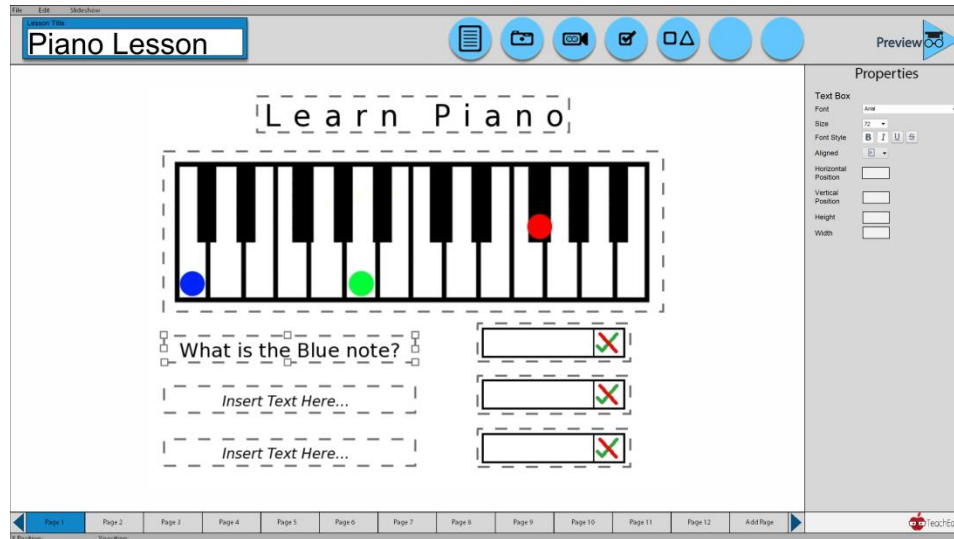 File Edit Slideshow
Lesson Title
Piano Lesson
Preview
Properties
Text Box
Font Arial
Size 72
Font Style B I U S
Aligned
Horizontal
Position
Vertical
Position
Height
Width
Learn Piano
What is the Blue note?
Insert Text Here...
Insert Text Here...
Page 1 Page 2 Page 3 Page 4 Page 5 Page 6 Page 7 Page 8 Page 9 Page 10 Page 11 Page 12 Add Page